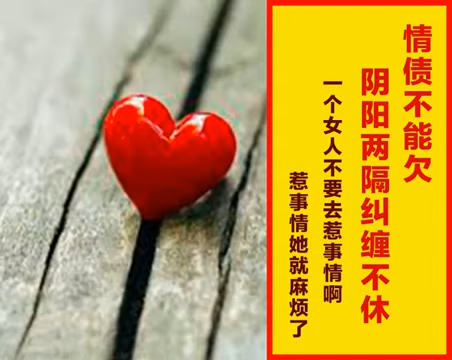 情债不能欠
阴阳两隔纠缠不休
一个女人不要去惹事情啊
惹事情她就麻烦了